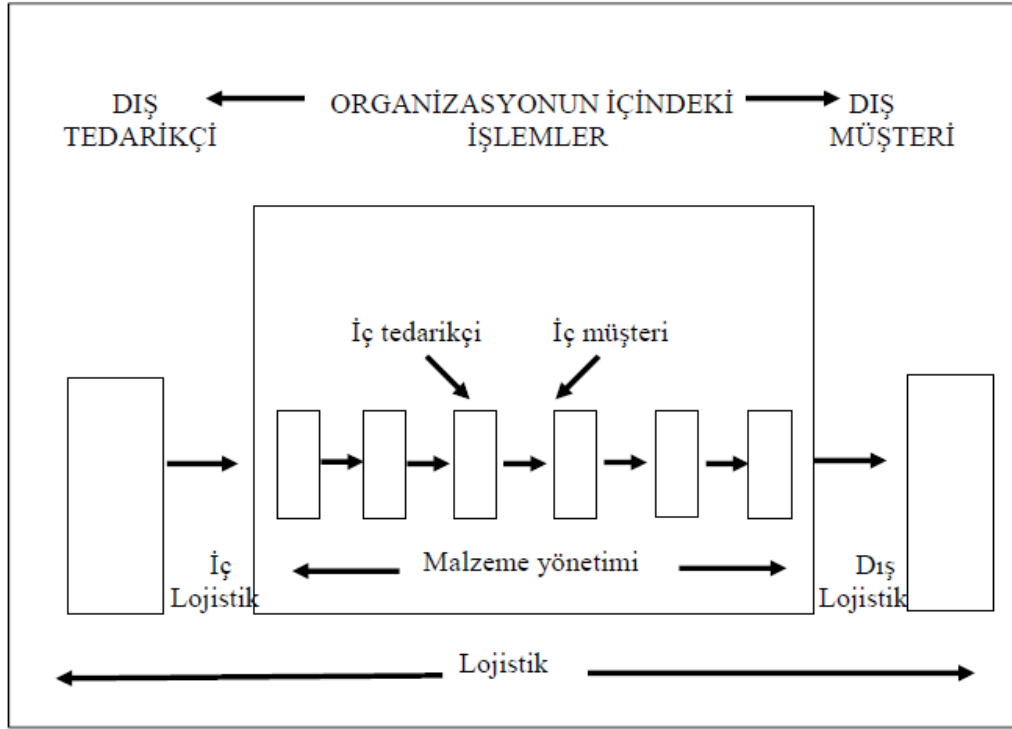 DIŞ
TEDARİKÇİ
ORGANİZASYONUN İÇİNDEKİ
İŞLEMLER
DIŞ
MÜŞTERİ
İç tedarikçi
İç müşteri
Malzeme yönetimi
İç
Lojistik
Dış
Lojistik
Lojistik